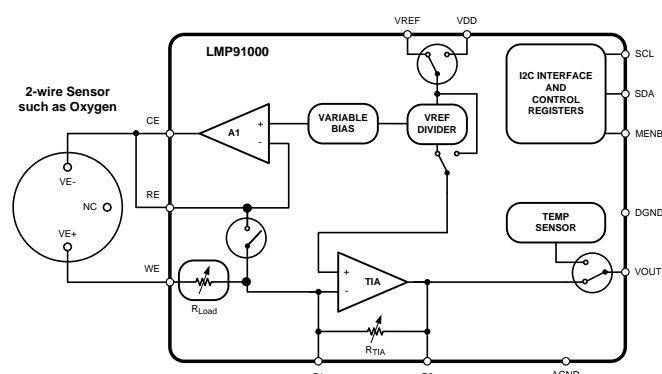 VREF VDD
LMP91000
SCL
I2C INTERFACE
AND
CONTROL
REGISTERS
SDA
MENB
2-wire Sensor
such as Oxygen
CE
A1
+
-
VARIABLE
BIAS
VREF
DIVIDER
VE-
NC
RE
VE+
WE
RLoad
DGND
TEMP
SENSOR
+
-
TIA
VOUT
RTIA